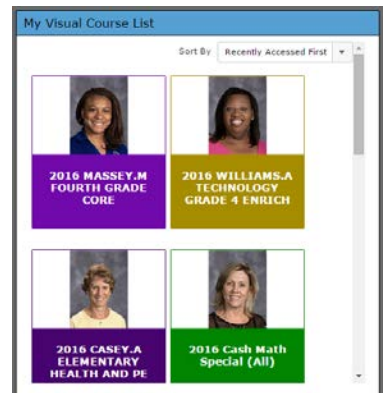 My Visual Course List
Sort By Recently Accessed First
2016 MASSEY.M
FOURTH GRADE
CORE
2016 WILLIAMS.A
TECHNOLOGY
GRADE 4 ENRICH
2016 CASEY.A
ELEMENTARY
HEALTH AND PE
2016 Cash Math
Special (All)